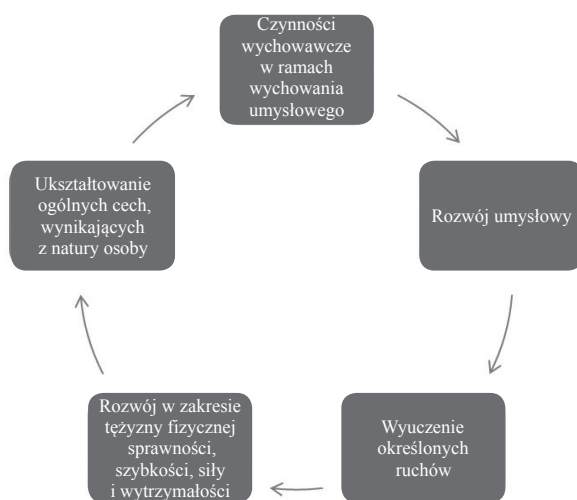 Czynności
wychowawcze
w ramach
wychowania
umysłowego
Rozwój umysłowy
Wyuczenie
określonych
ruchów
Rozwój w zakresie
tężyzny fizycznej
sprawności,
szybkości, siły
i wytrzymałości
Ukształtowanie
ogólnych cech,
wynikających
z natury osoby